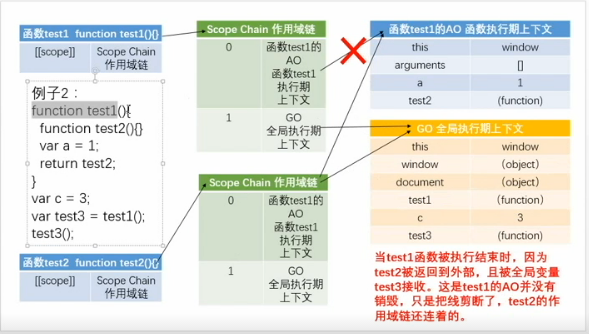 函数test1 function test1(){}
[[scope]] Scope Chain
作用域链
例子2：
function test1(){
function test2(){}
var a = 1;
return test2;
}
var c = 3;
var test3 = test1();
test3();
函数test2 function test2(){}
[[scope]] Scope Chain
作用域链
Scope Chain 作用域链
0 函数test1的
AO
函数test1
执行期
上下文
1 GO
全局执行期
上下文
Scope Chain 作用域链
0 函数test1的
AO
函数test1
执行期
上下文
1 GO
全局执行期
上下文
函数test1的AO 函数执行期上下文
this window
arguments []
a 1
test2 (function)
GO 全局执行期上下文
this window
window (object)
document (object)
test1 (function)
c 3
test3 (function)
当test1函数被执行结束时，因为
test2被返回到外部，且被全局变量
test3接收。这是test1的AO并没有
销毁，只是把线剪断了，test2的作
用域链还连着的。